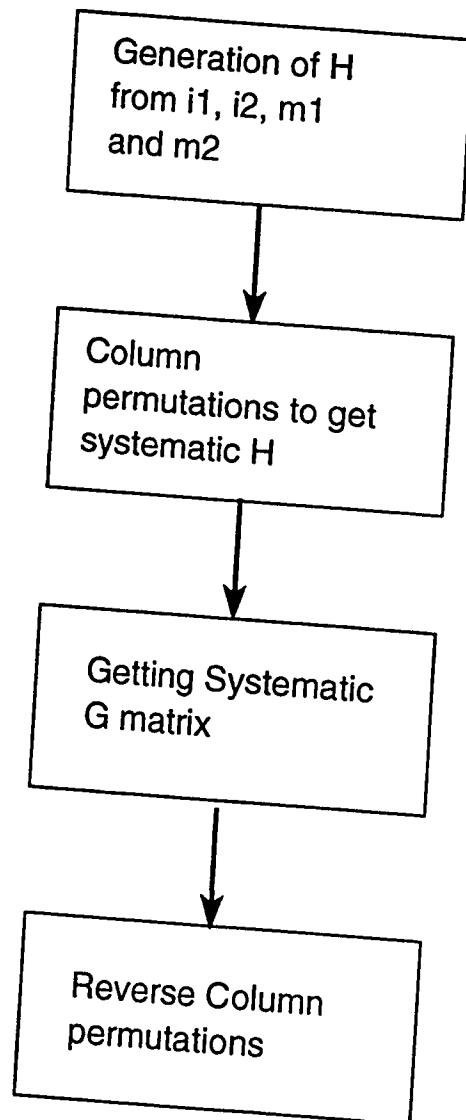 Generation of H
from i1, i2, m1
and m2
Column
permutations to get
systematic H
Getting Systematic
G matrix
Reverse Column
permutations